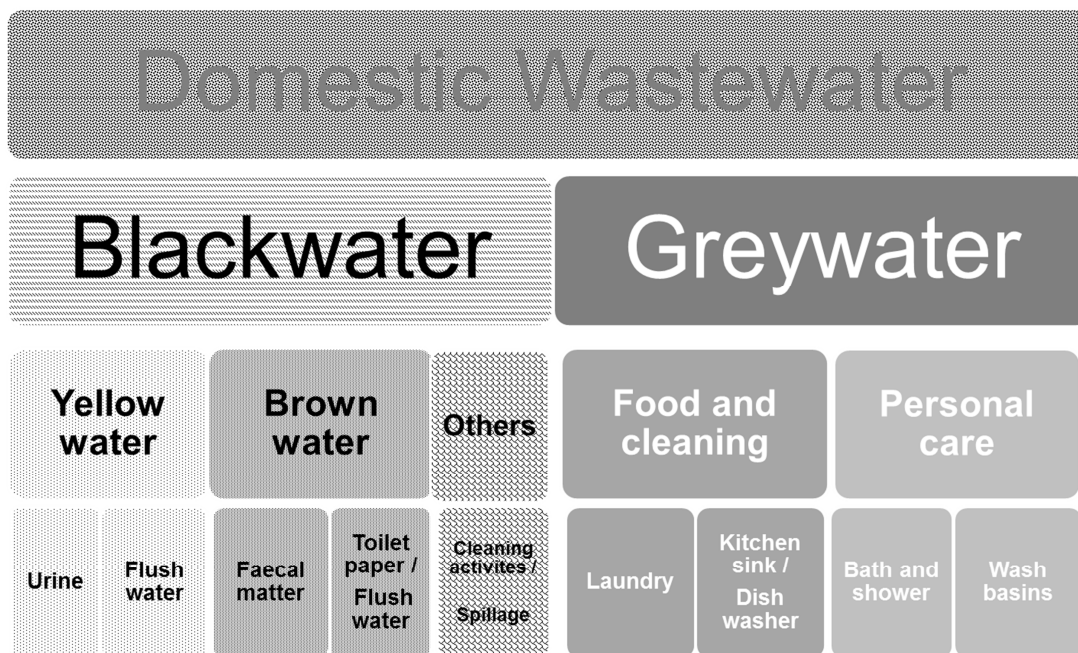 Domestic Wastewater
Blackwater
Greywater
Yellow
water
Brown
water
Others
Food and
cleaning
Personal
care
Urine
Flush
water
Faecal
matter
Toilet
paper /
Flush
water
Cleaning
activites /
Spillage
Laundry
Kitchen
sink /
Dish
washer
Bath and
shower
Wash
basins